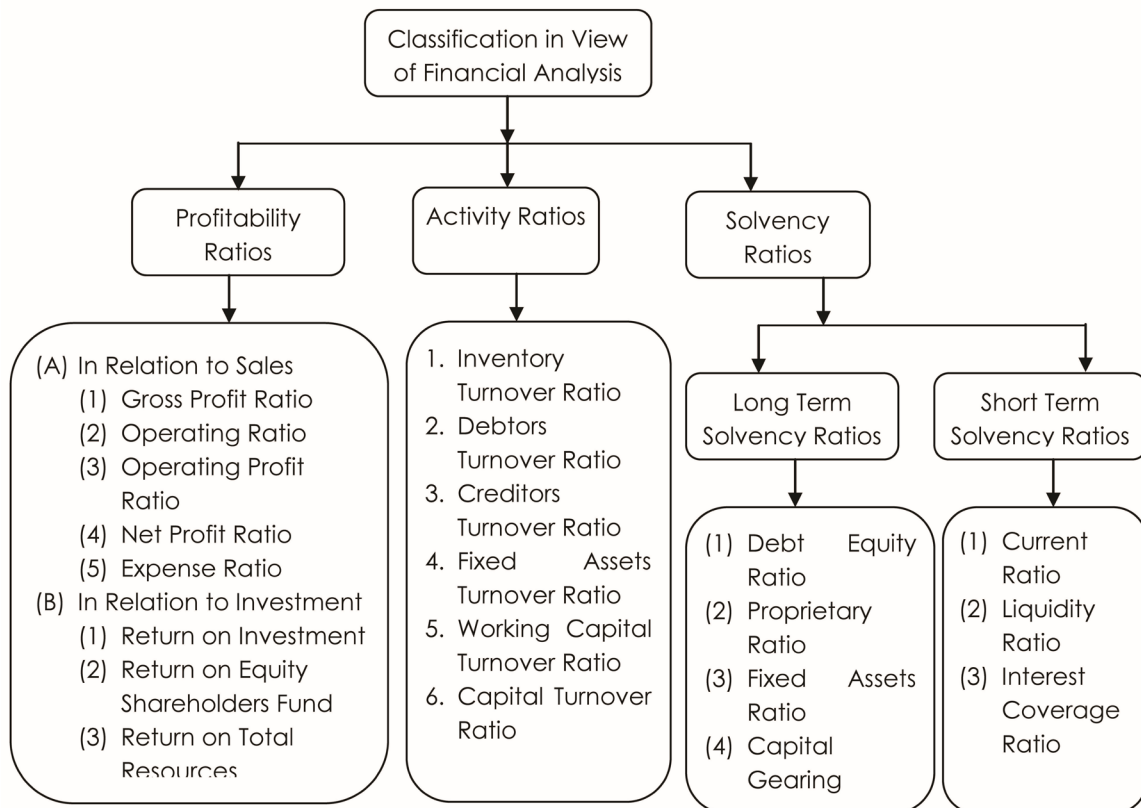 Classification in View
of Financial Analysis
Profitability
Ratios
Activity Ratios
Solvency
Ratios
(A) In Relation to Sales
(1) Gross Profit Ratio
(2) Operating Ratio
(3) Operating Profit
Ratio
(4) Net Profit Ratio
(5) Expense Ratio
(B) In Relation to Investment
(1) Return on Investment
(2) Return on Equity
Shareholders Fund
(3) Return on Total
Resources
1. Inventory
Turnover Ratio
2. Debtors
Turnover Ratio
3. Creditors
Turnover Ratio
4. Fixed Assets
Turnover Ratio
5. Working Capital
Turnover Ratio
6. Capital Turnover
Ratio
Long Term
Solvency Ratios
(1) Debt Equity
Ratio
(2) Proprietary
Ratio
(3) Fixed Assets
Ratio
(4) Capital
Gearing
Short Term
Solvency Ratios
(1) Current
Ratio
(2) Liquidity
Ratio
(3) Interest
Coverage
Ratio